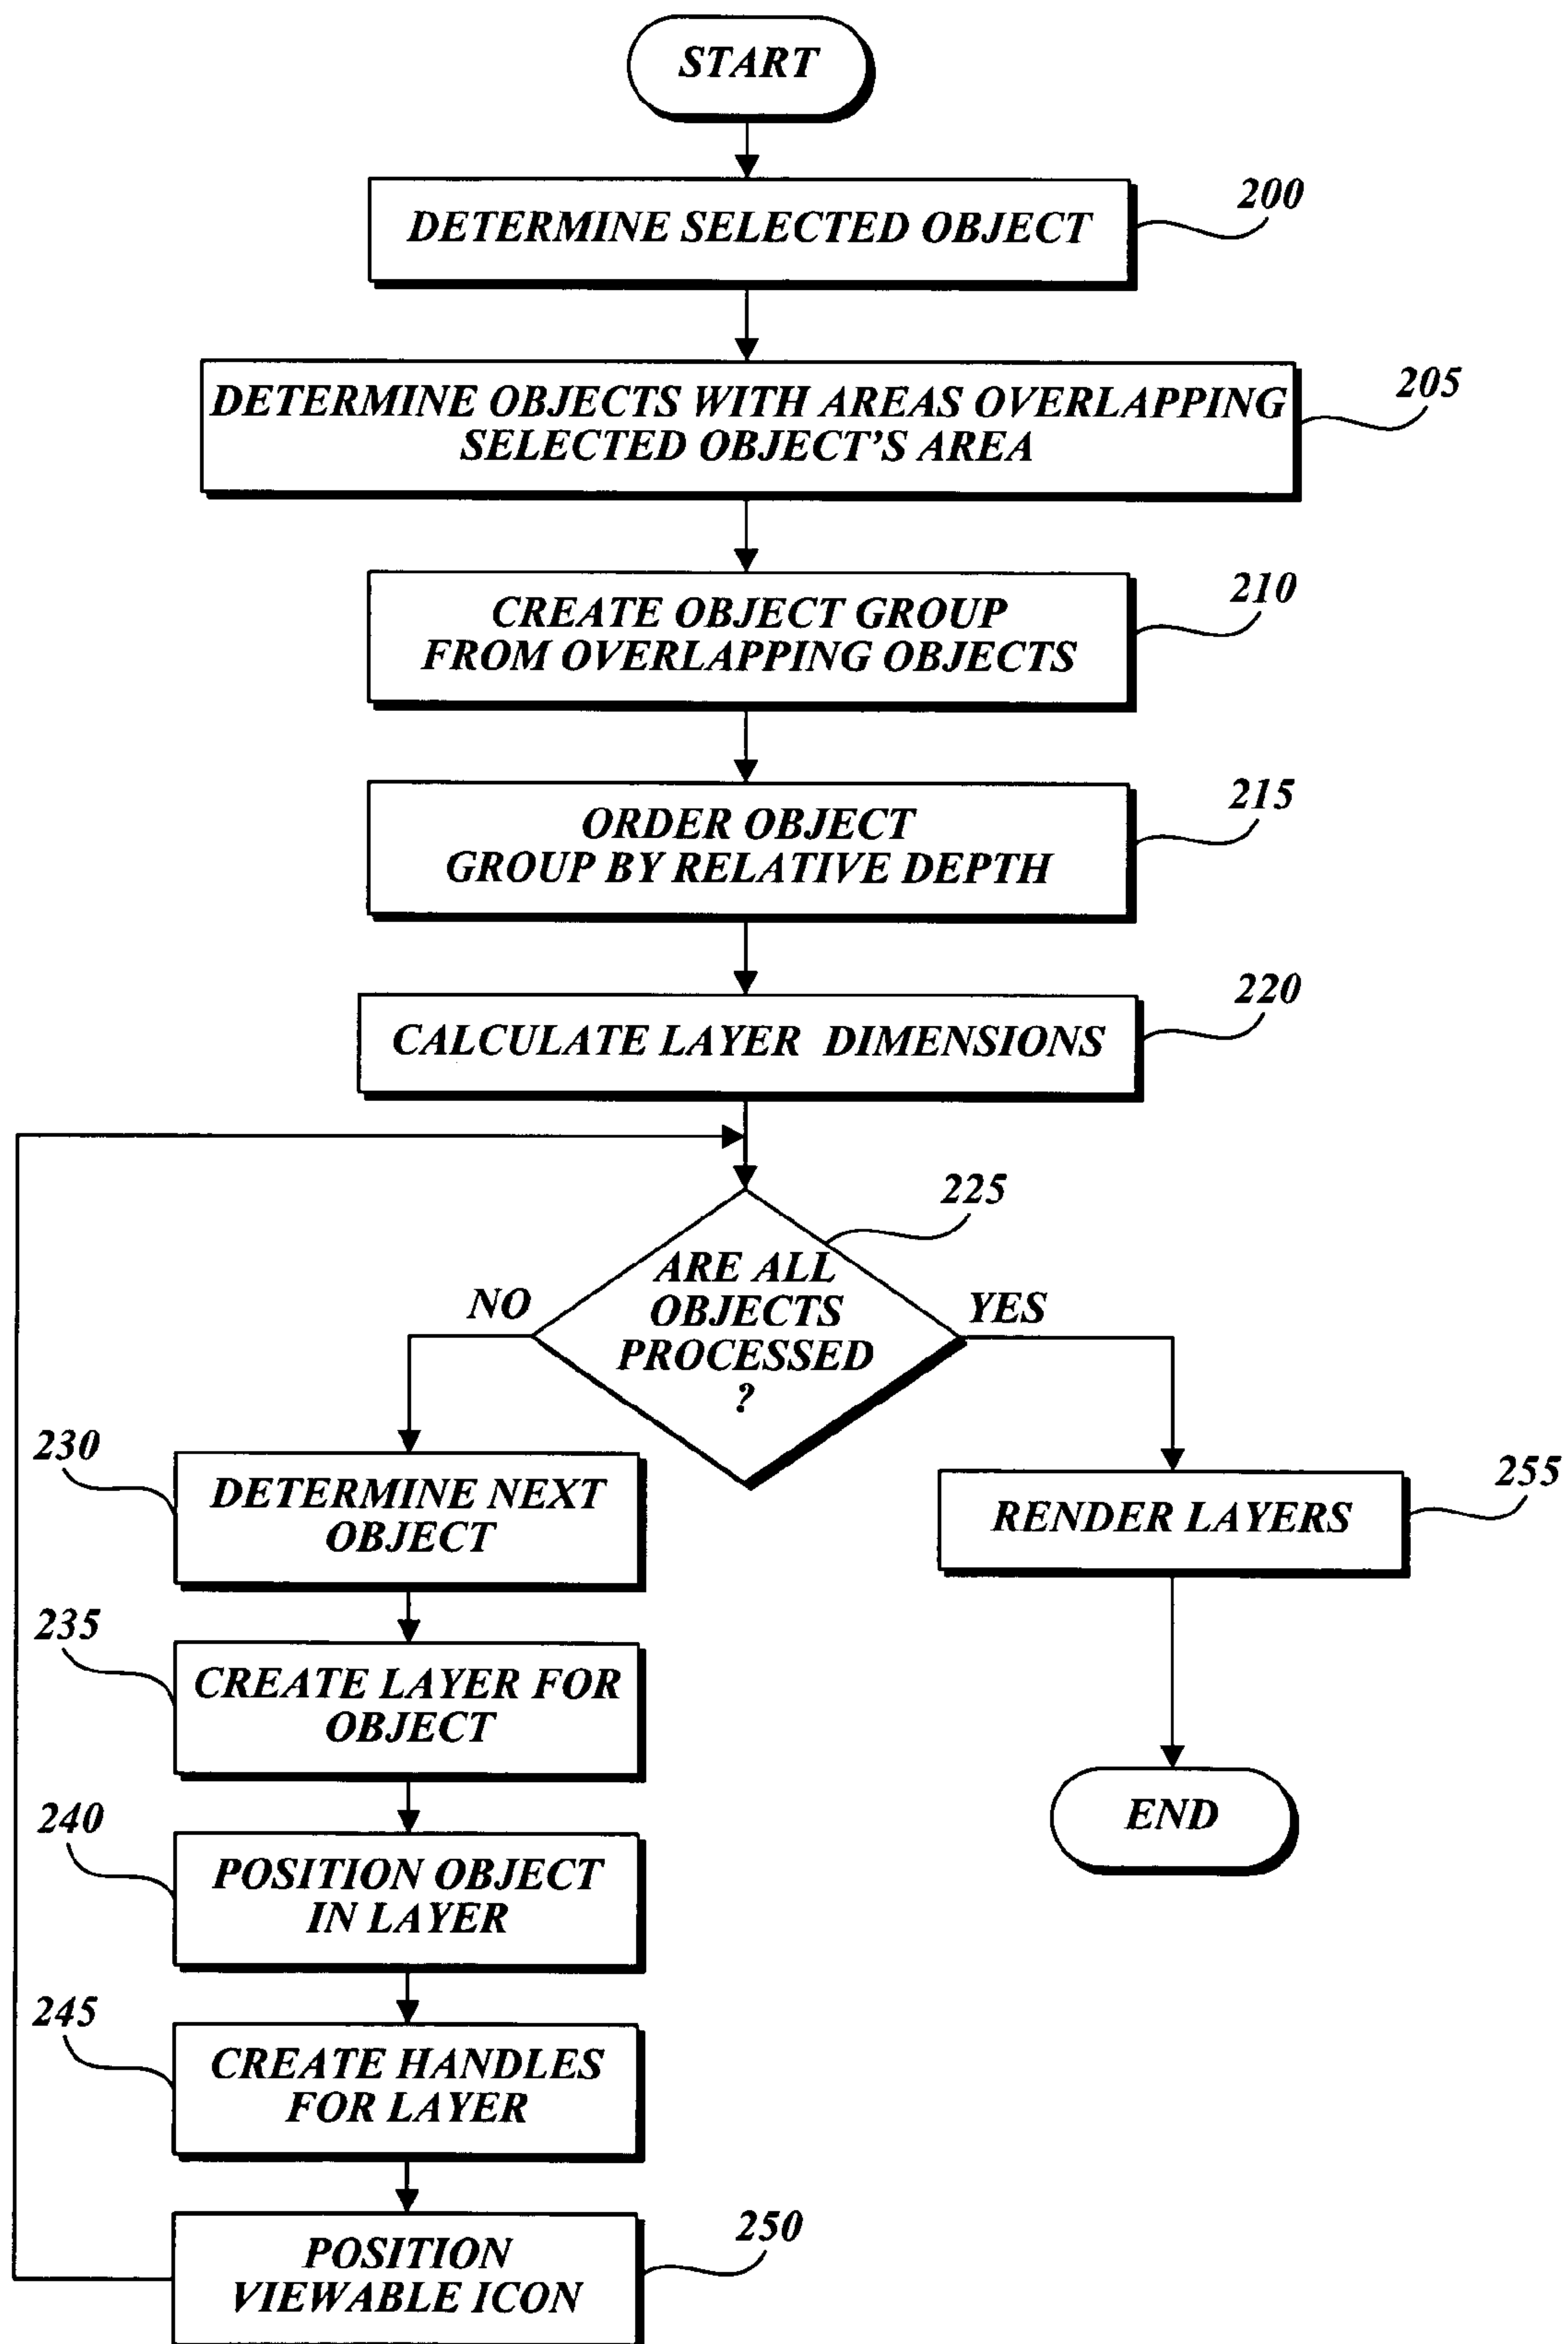 START
DETERMINE SELECTED OBJECT
200
DETERMINE OBJECTS WITH AREAS OVERLAPPING
SELECTED OBJECT'S AREA
205
CREATE OBJECT GROUP
FROM OVERLAPPING OBJECTS
210
ORDER OBJECT
GROUP BY RELATIVE DEPTH
215
CALCULATE LAYER DIMENSIONS
220
ARE ALL
OBJECTS
PROCESSED
?
225
NO
YES
230
DETERMINE NEXT
OBJECT
RENDER LAYERS
255
235
CREATE LAYER FOR
OBJECT
240
POSITION OBJECT
IN LAYER
END
245
CREATE HANDLES
FOR LAYER
POSITION
VIEWABLE ICON
250